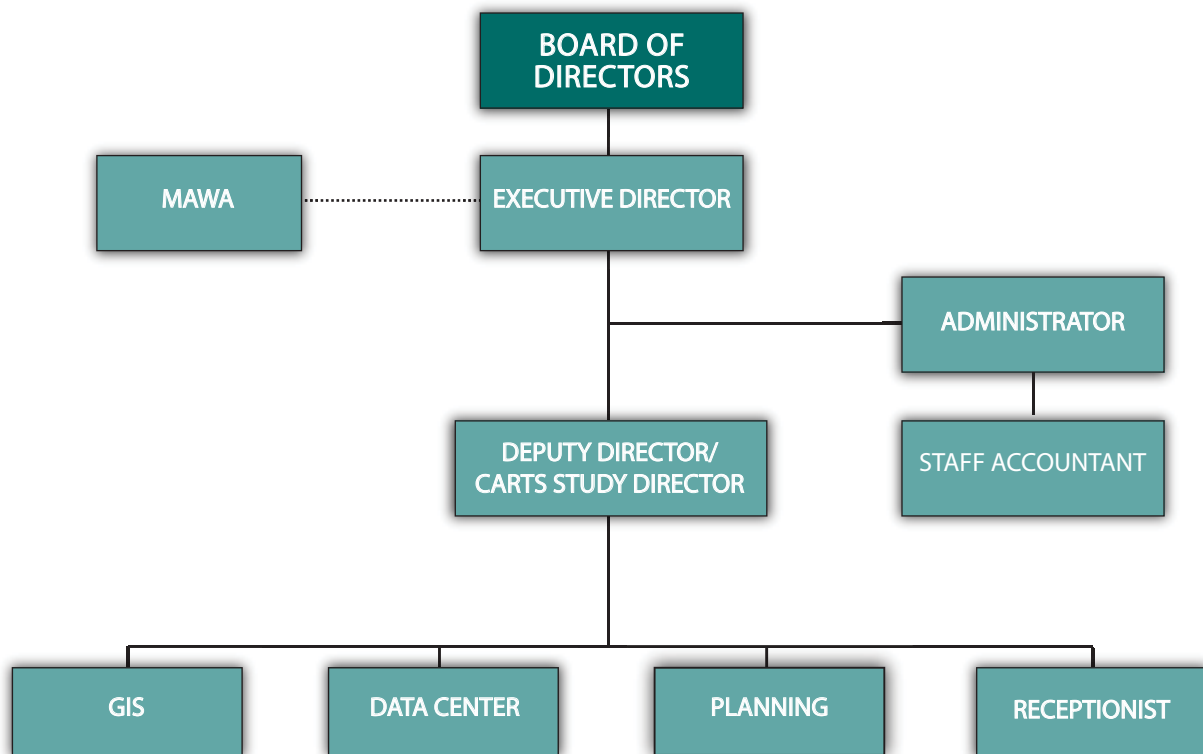 BOARD OF
DIRECTORS
MAWA
EXECUTIVE DIRECTOR
ADMINISTRATOR
DEPUTY DIRECTOR/
CARTS STUDY DIRECTOR
STAFF ACCOUNTANT
GIS
DATA CENTER
PLANNING
RECEPTIONIST